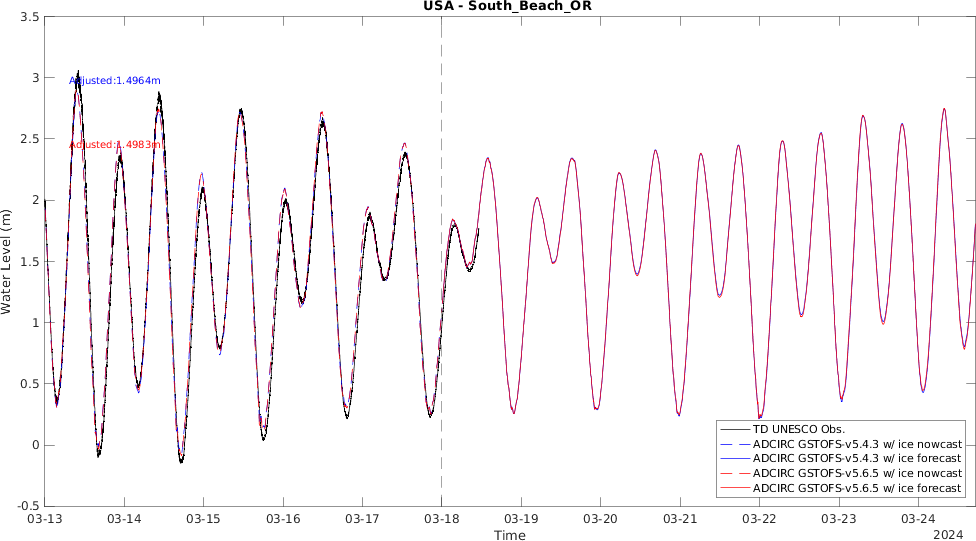 USA - South_Beach_OR
3.5
3
2.5
2
1.5
1
0.5
0
-0.5
Water Level (m)
Adjusted:1.4964m
Adjusted:1.4983m
TD UNESCO Obs.
ADCIRC GSTOFS-v5.4.3 w/ ice nowcast
ADCIRC GSTOFS-v5.4.3 w/ ice forecast
ADCIRC GSTOFS-v5.6.5 w/ ice nowcast
ADCIRC GSTOFS-v5.6.5 w/ ice forecast
03-13 03-14 03-15 03-16 03-17 03-18 03-19 03-20 03-21 03-22 03-23 03-24
Time
2024